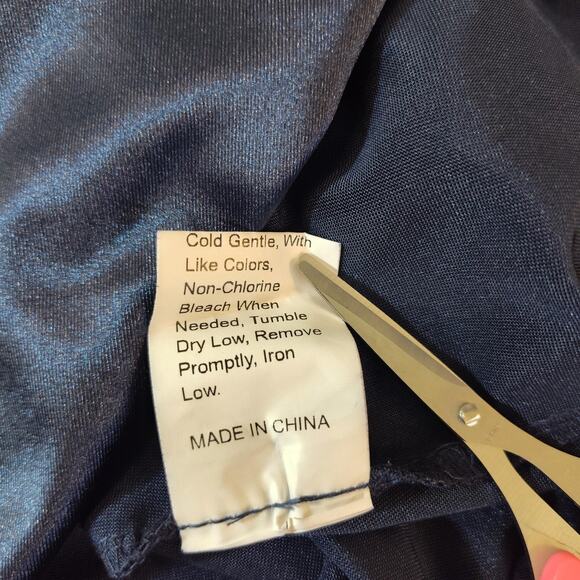 Cold Gentle, With
Like Colors,
Non-Chlorine
Bleach When
Needed, Tumble
Dry Low, Remove
Promptly, Iron
Low.
MADE IN CHINA